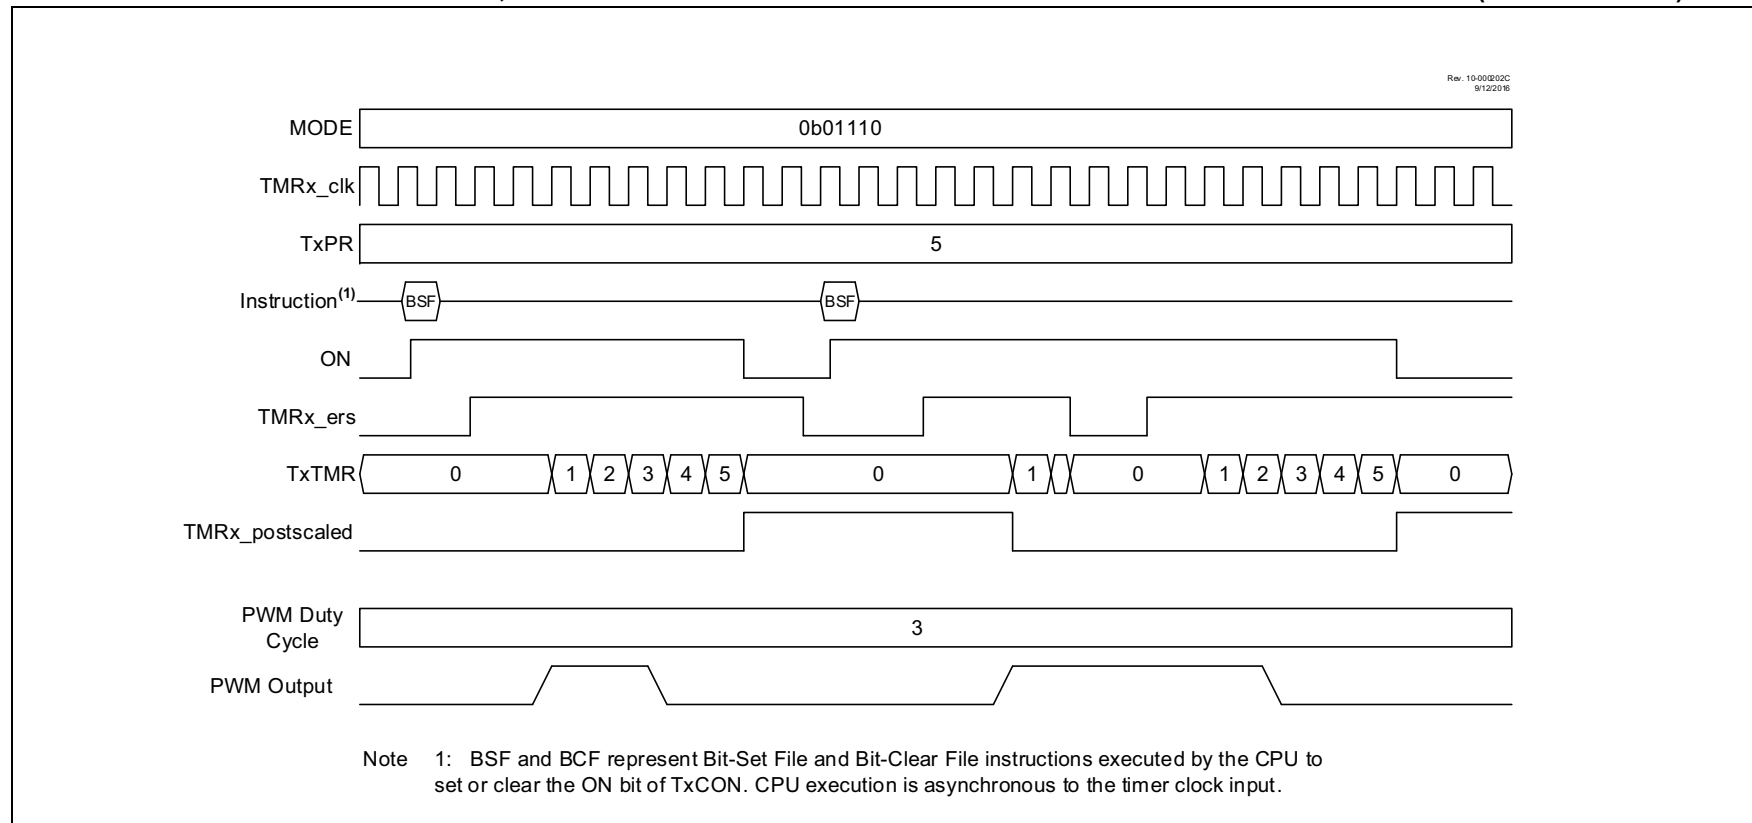 Rev. 10-000202C
9/12/2016
MODE 0b01110
TMRx_clk
TxPR 5
Instruction(1) BSF BSF
ON
TMRx_ers
TxTMR 0 1 2 3 4 5 0 1 0 1 2 3 4 5 0
TMRx_postscaled
PWM Duty
Cycle 3
PWM Output
Note 1: BSF and BCF represent Bit-Set File and Bit-Clear File instructions executed by the CPU to
set or clear the ON bit of TxCON. CPU execution is asynchronous to the timer clock input.